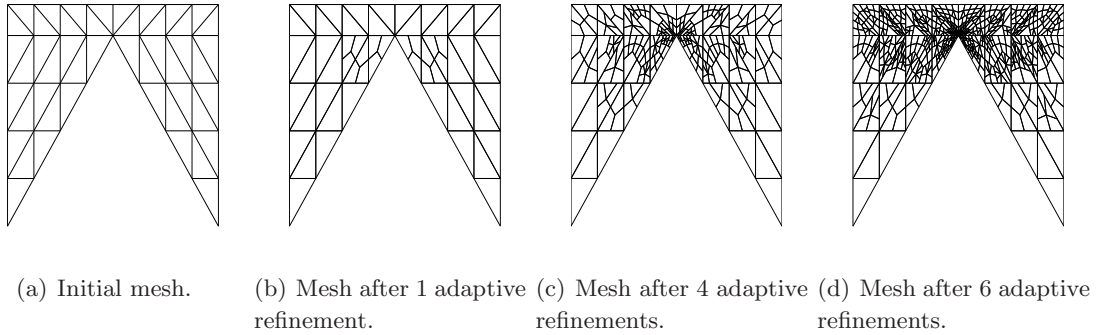 (a) Initial mesh.
(b) Mesh after 1 adaptive
refinement.
(c) Mesh after 4 adaptive
refinements.
(d) Mesh after 6 adaptive
refinements.